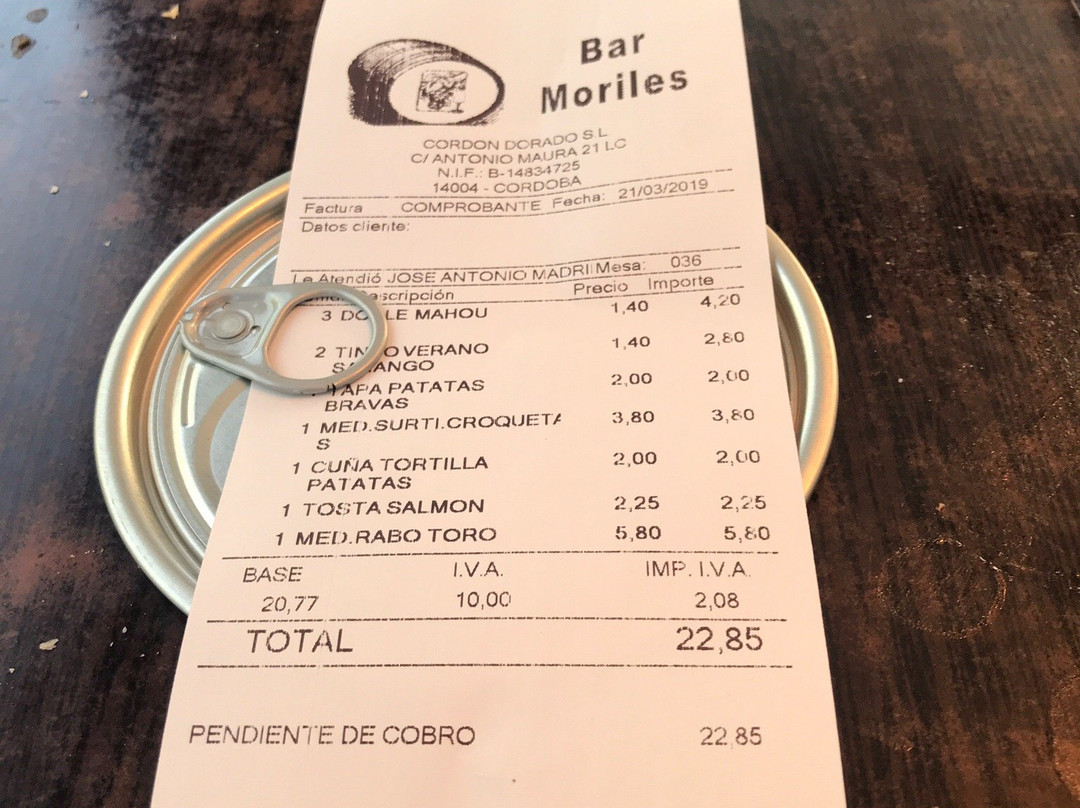 Bar
Moriles
CORDON DORADO S.L
C/ ANTONIO MAURA 21 LC
N.I.F.: B-14834725
14004 - CORDOBA
Factura COMPROBANTE Fecha: 21/03/2019
Datos cliente:
Le Atendió JOSE ANTONIO MADRI Mesa: 036
Precio Importe
3 MAHOU 1,40 4,20
2 VERANO 1,40 2,80
PATATAS 2,00 2,00
BRAVAS
1 MED.SURTI.CROQUETA 3,80 3,80
S
1 CUÑA TORTILLA 2,00 2,00
PATATAS
1 TOSTA SALMON 2,25 2,25
1 MED.RABO TORO 5,80 5,80
BASE I.V.A. IMP. I.V.A.
20,77 10,00 2,08
TOTAL 22,85
PENDIENTE DE COBRO 22,85